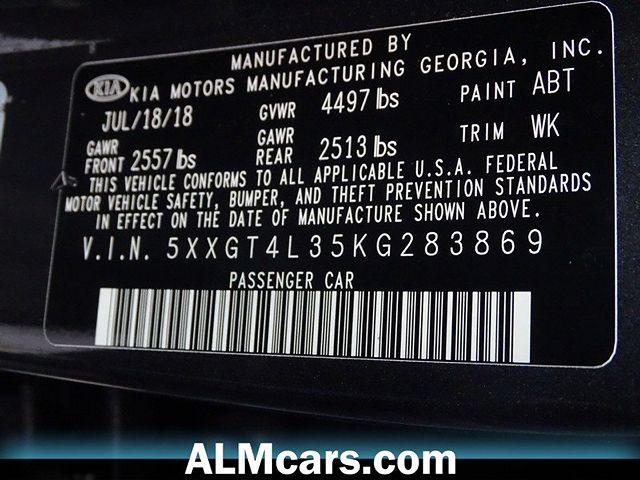 MANUFACTURED BY
KIA KIA MOTORS MANUFACTURING GEORGIA, INC.
JUL/18/18 GVWR 4497 lbs PAINT ABT
GAWR FRONT 2557 lbs GAWR REAR 2513 lbs TRIM WK
THIS VEHICLE CONFORMS TO ALL APPLICABLE U.S.A. FEDERAL
MOTOR VEHICLE SAFETY, BUMPER, AND THEFT PREVENTION STANDARDS
IN EFFECT ON THE DATE OF MANUFACTURE SHOWN ABOVE.
V.I.N. 5XXGT4L35KG283869
PASSENGER CAR
ALMcars.com